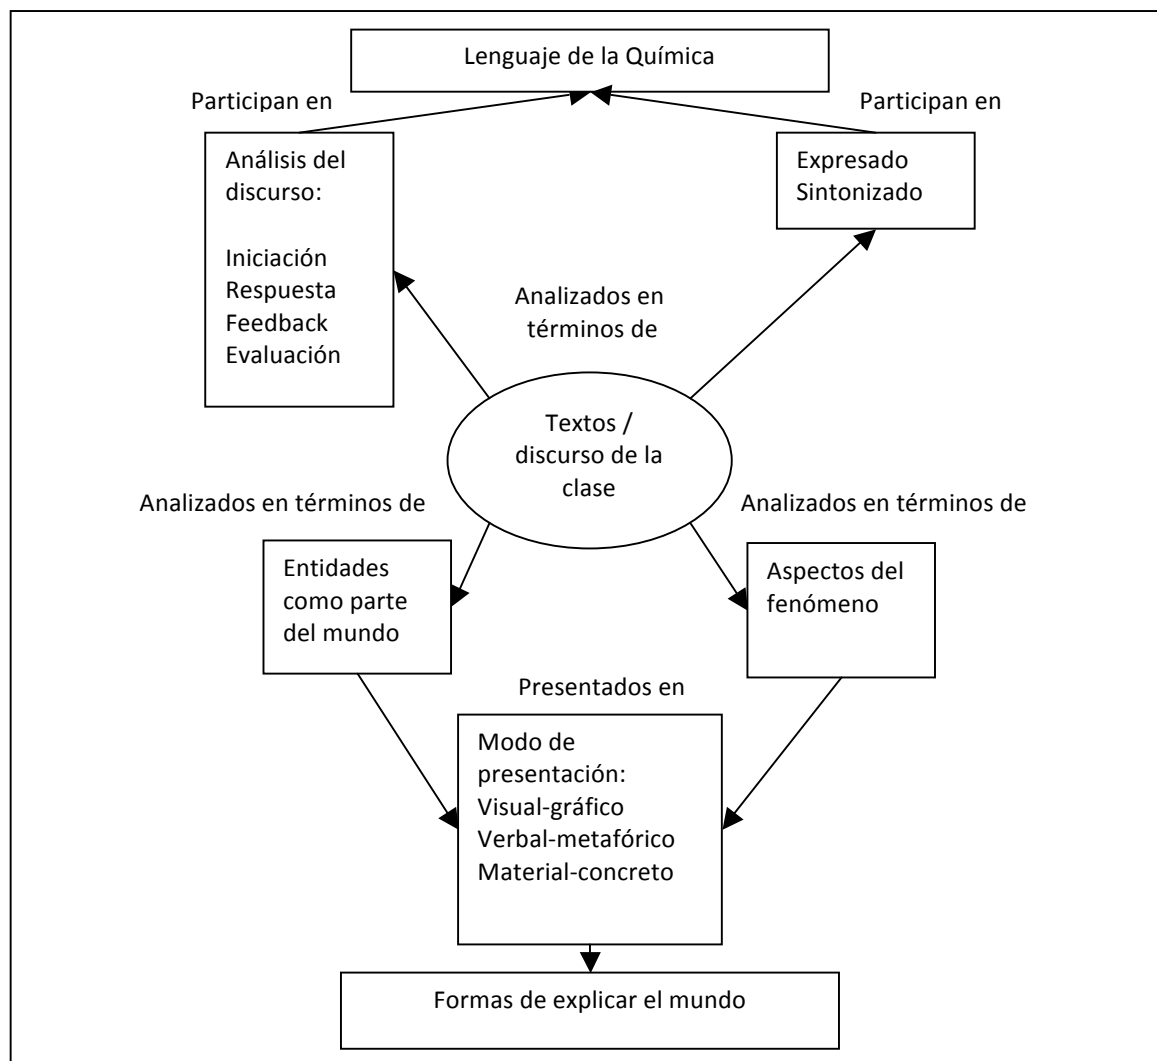 Lenguaje de la Química
Participan en
Participan en
Análisis del
discurso:
Iniciación
Respuesta
Feedback
Evaluación
Expresado
Sintonizado
Analizados en
términos de
Textos /
discurso de la
clase
Analizados en términos de
Analizados en términos de
Entidades
como parte
del mundo
Aspectos del
fenómeno
Presentados en
Modo de
presentación:
Visual-gráfico
Verbal-metafórico
Material-concreto
Formas de explicar el mundo